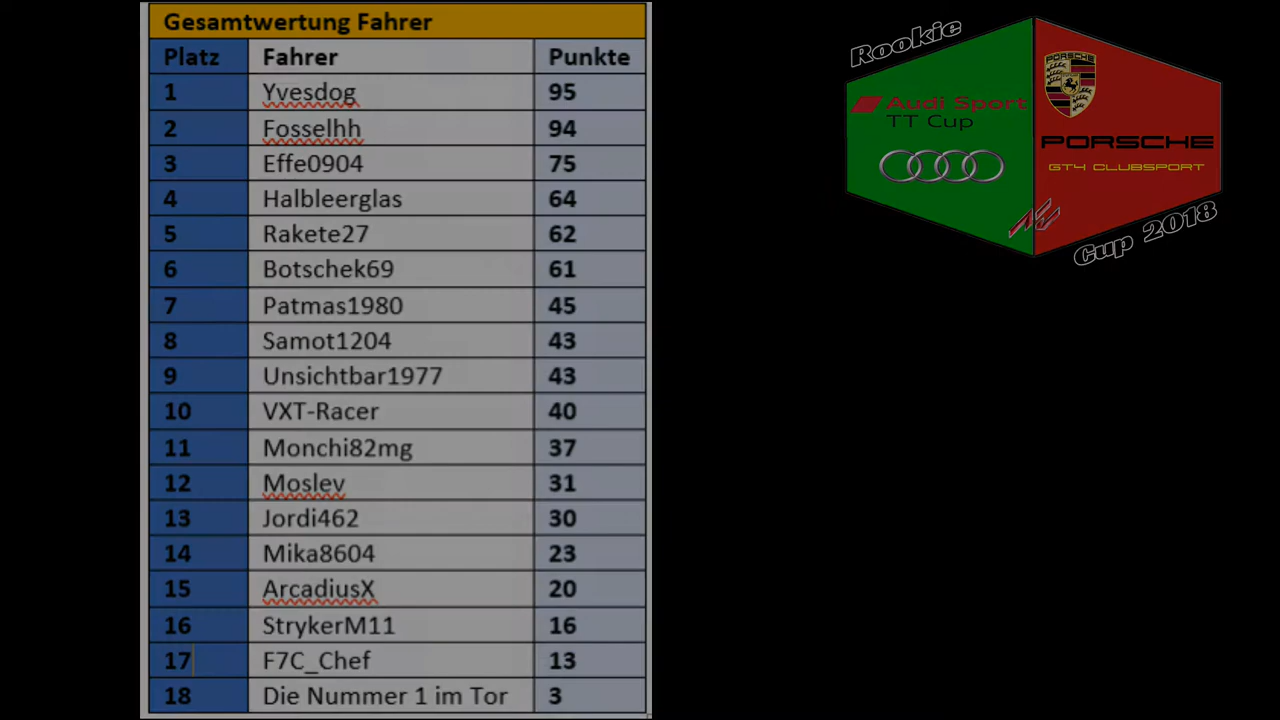 Gesamtwertung Fahrer
Platz Fahrer Punkte
1 Yvesdog 95
2 Fosselhh 94
3 Effe0904 75
4 Halbleerglas 64
5 Rakete27 62
6 Botschek69 61
7 Patmas1980 45
8 Samot1204 43
9 Unsichtbar1977 43
10 VXT-Racer 40
11 Monchi82mg 37
12 Moslev 31
13 Jordi462 30
14 Mika8604 23
15 ArcadiusX 20
16 StrykerM11 16
17 F7C_Chef 13
18 Die Nummer 1 im Tor 3
Rookie
Audi Sport
TT Cup
PORSCHE
PORSCHE
GT4 CLUBSPORT
Cup 2018